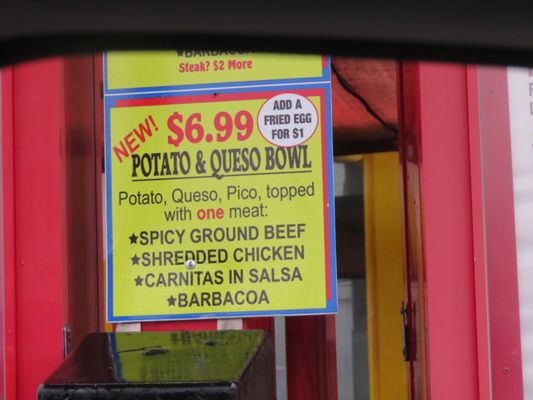 ★BARBACOA
Steak? $2 More
NEW!
$6.99
ADD A
FRIED EGG
FOR $1
POTATO & QUESO BOWL
Potato, Queso, Pico, topped
with one meat:
★SPICY GROUND BEEF
★SHREDDED CHICKEN
★CARNITAS IN SALSA
★BARBACOA